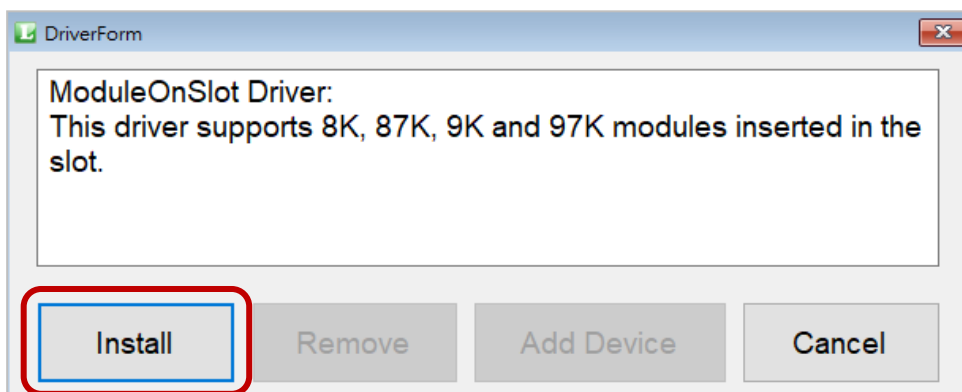 DriverForm
ModuleOnSlot Driver:
This driver supports 8K, 87K, 9K and 97K modules inserted in the
slot.
Install
Remove
Add Device
Cancel